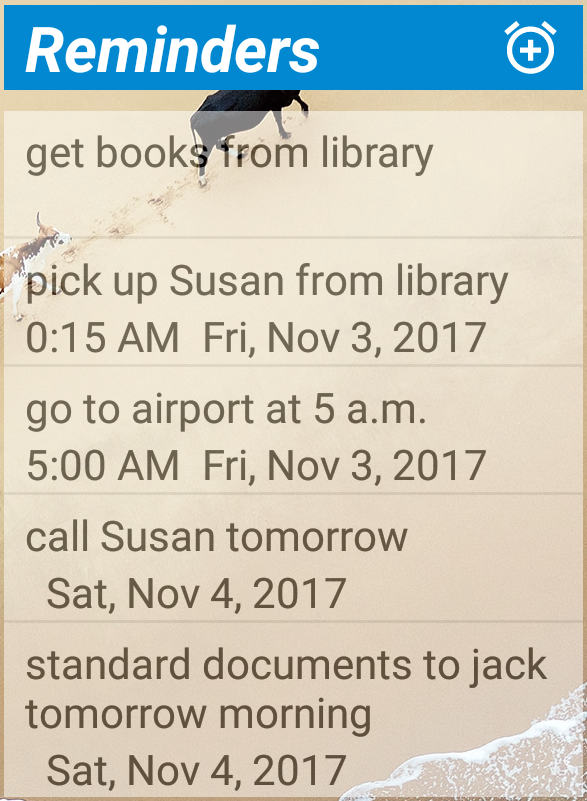 Reminders
get books from library
pick up Susan from library
0:15 AM  Fri, Nov 3, 2017
go to airport at 5 a.m.
5:00 AM  Fri, Nov 3, 2017
call Susan tomorrow
Sat, Nov 4, 2017
standard documents to jack
tomorrow morning
Sat, Nov 4, 2017